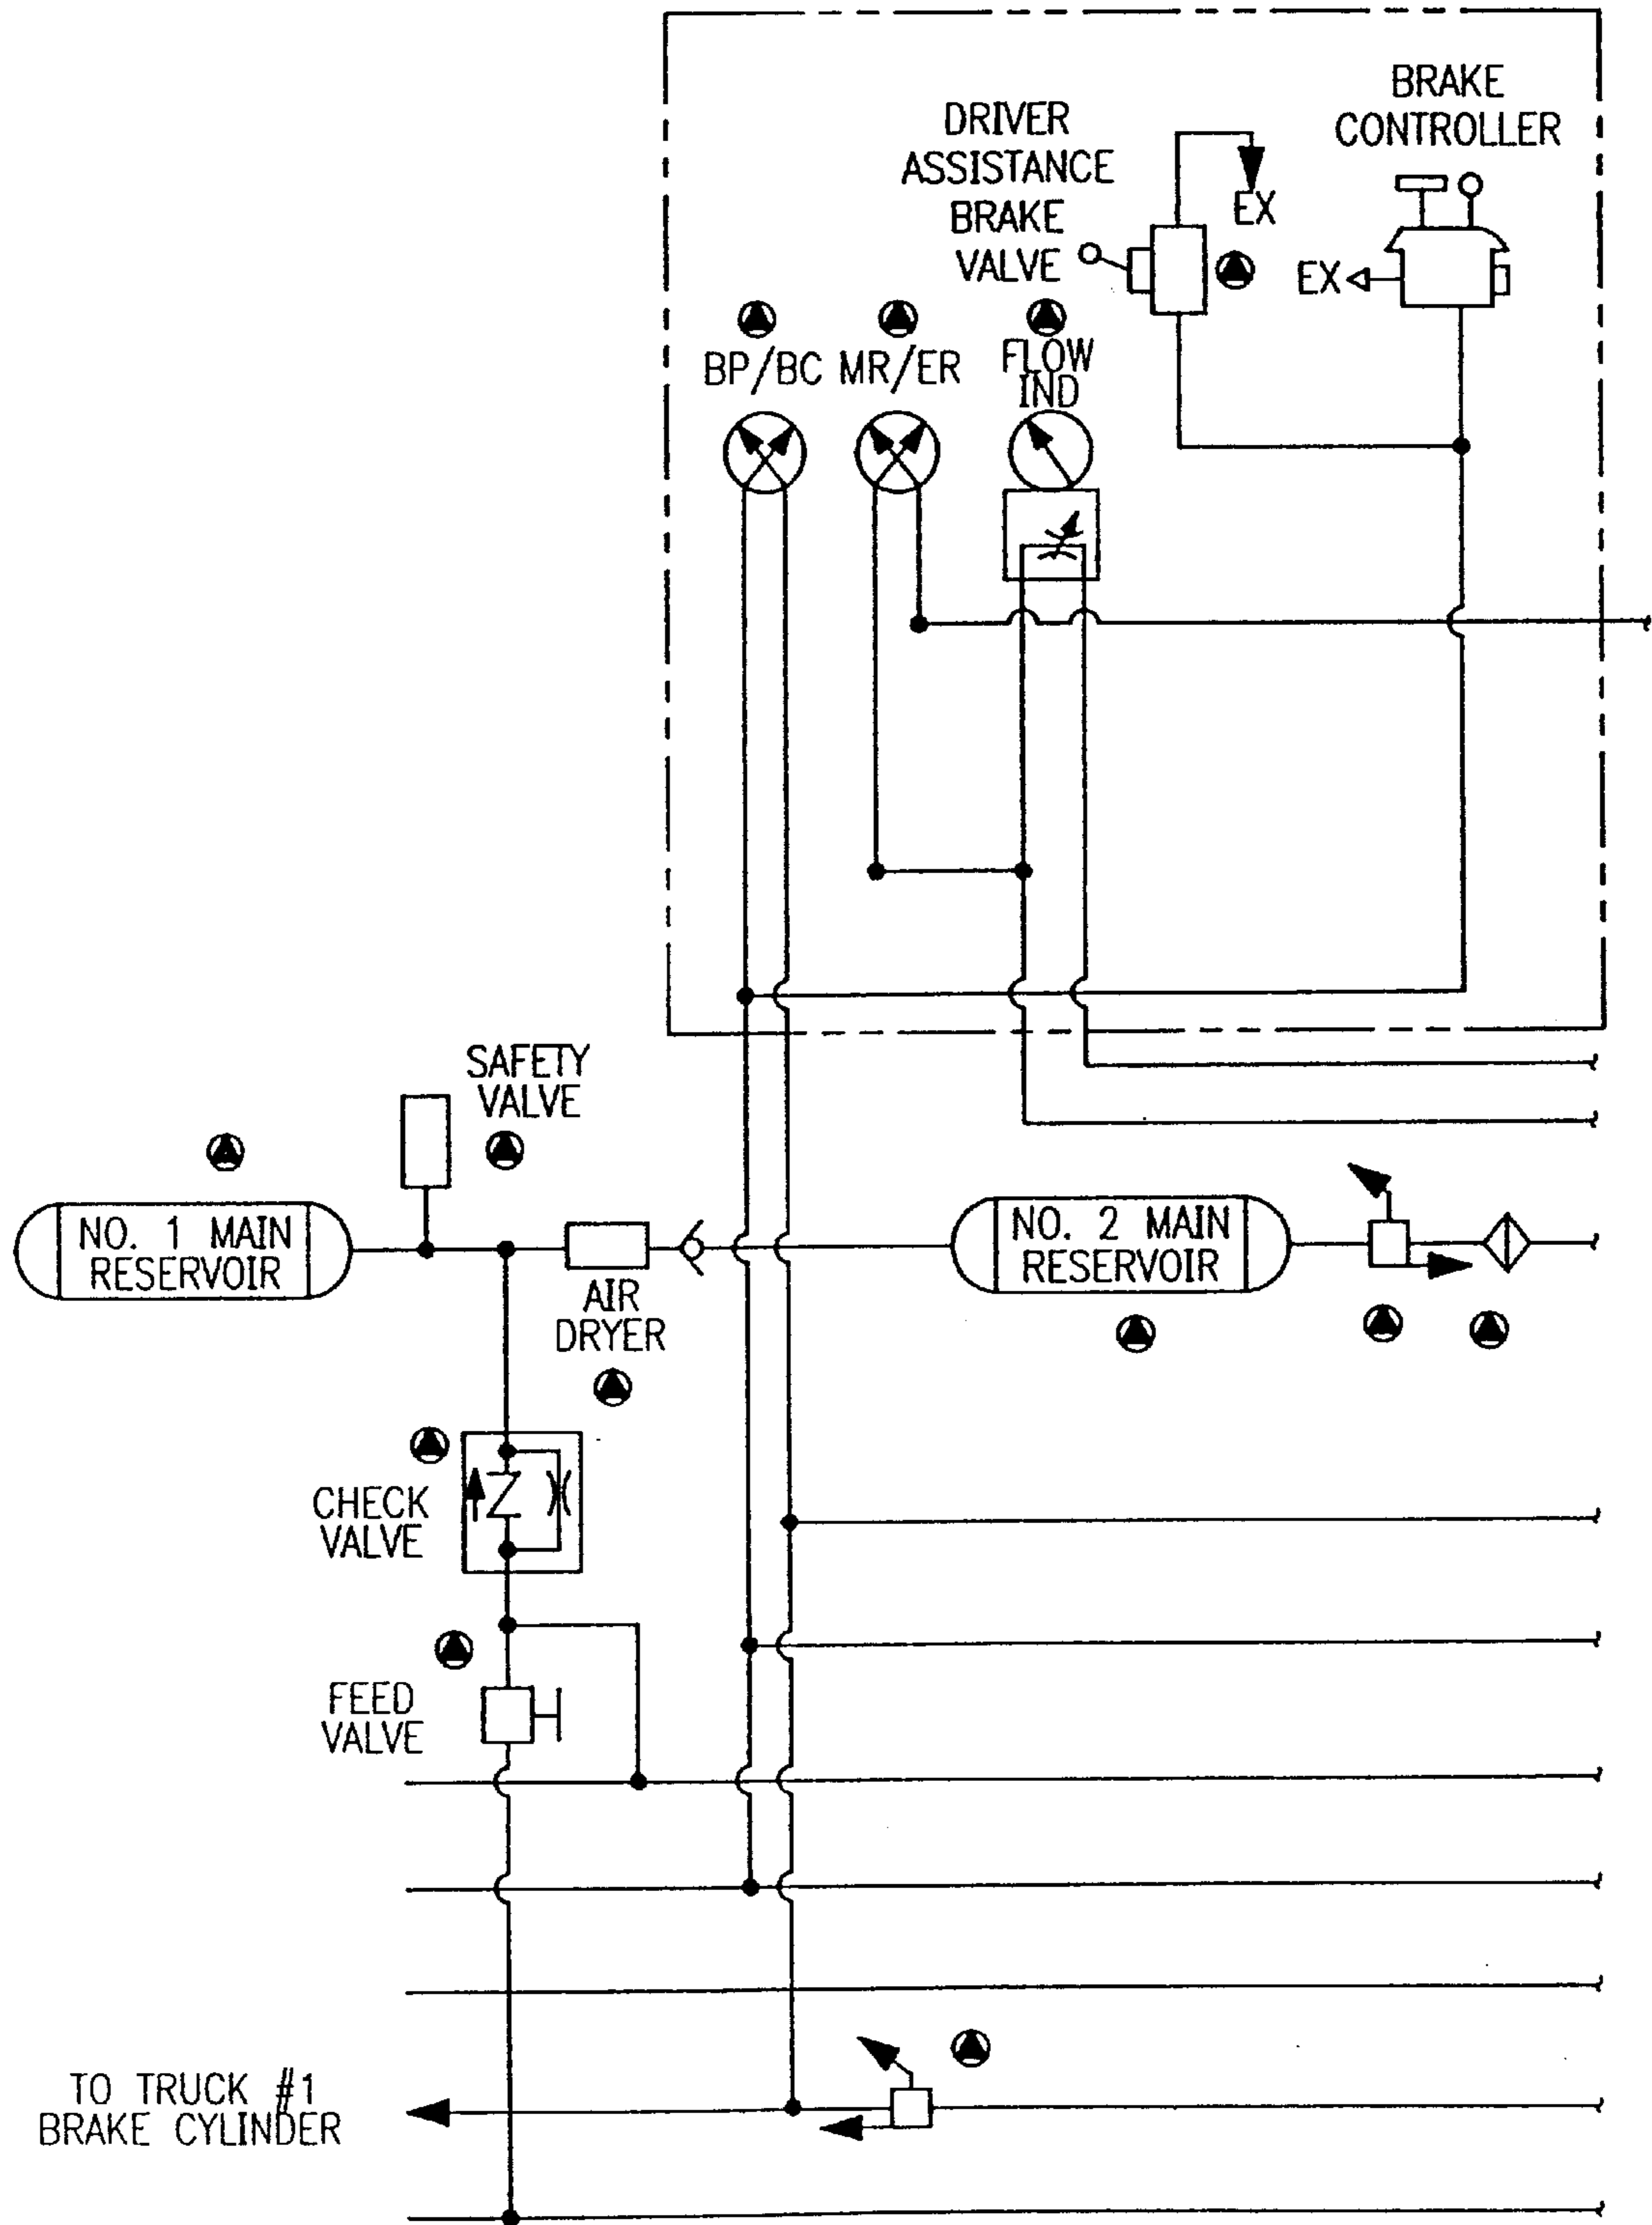 BRAKE
CONTROLLER
DRIVER
ASSISTANCE
BRAKE
VALVE
EX
EX
BP/BC
MR/ER
FLOW
IND
SAFETY
VALVE
NO. 1 MAIN
RESERVOIR
NO. 2 MAIN
RESERVOIR
AIR
DRYER
CHECK
VALVE
FEED
VALVE
TO TRUCK #1
BRAKE CYLINDER